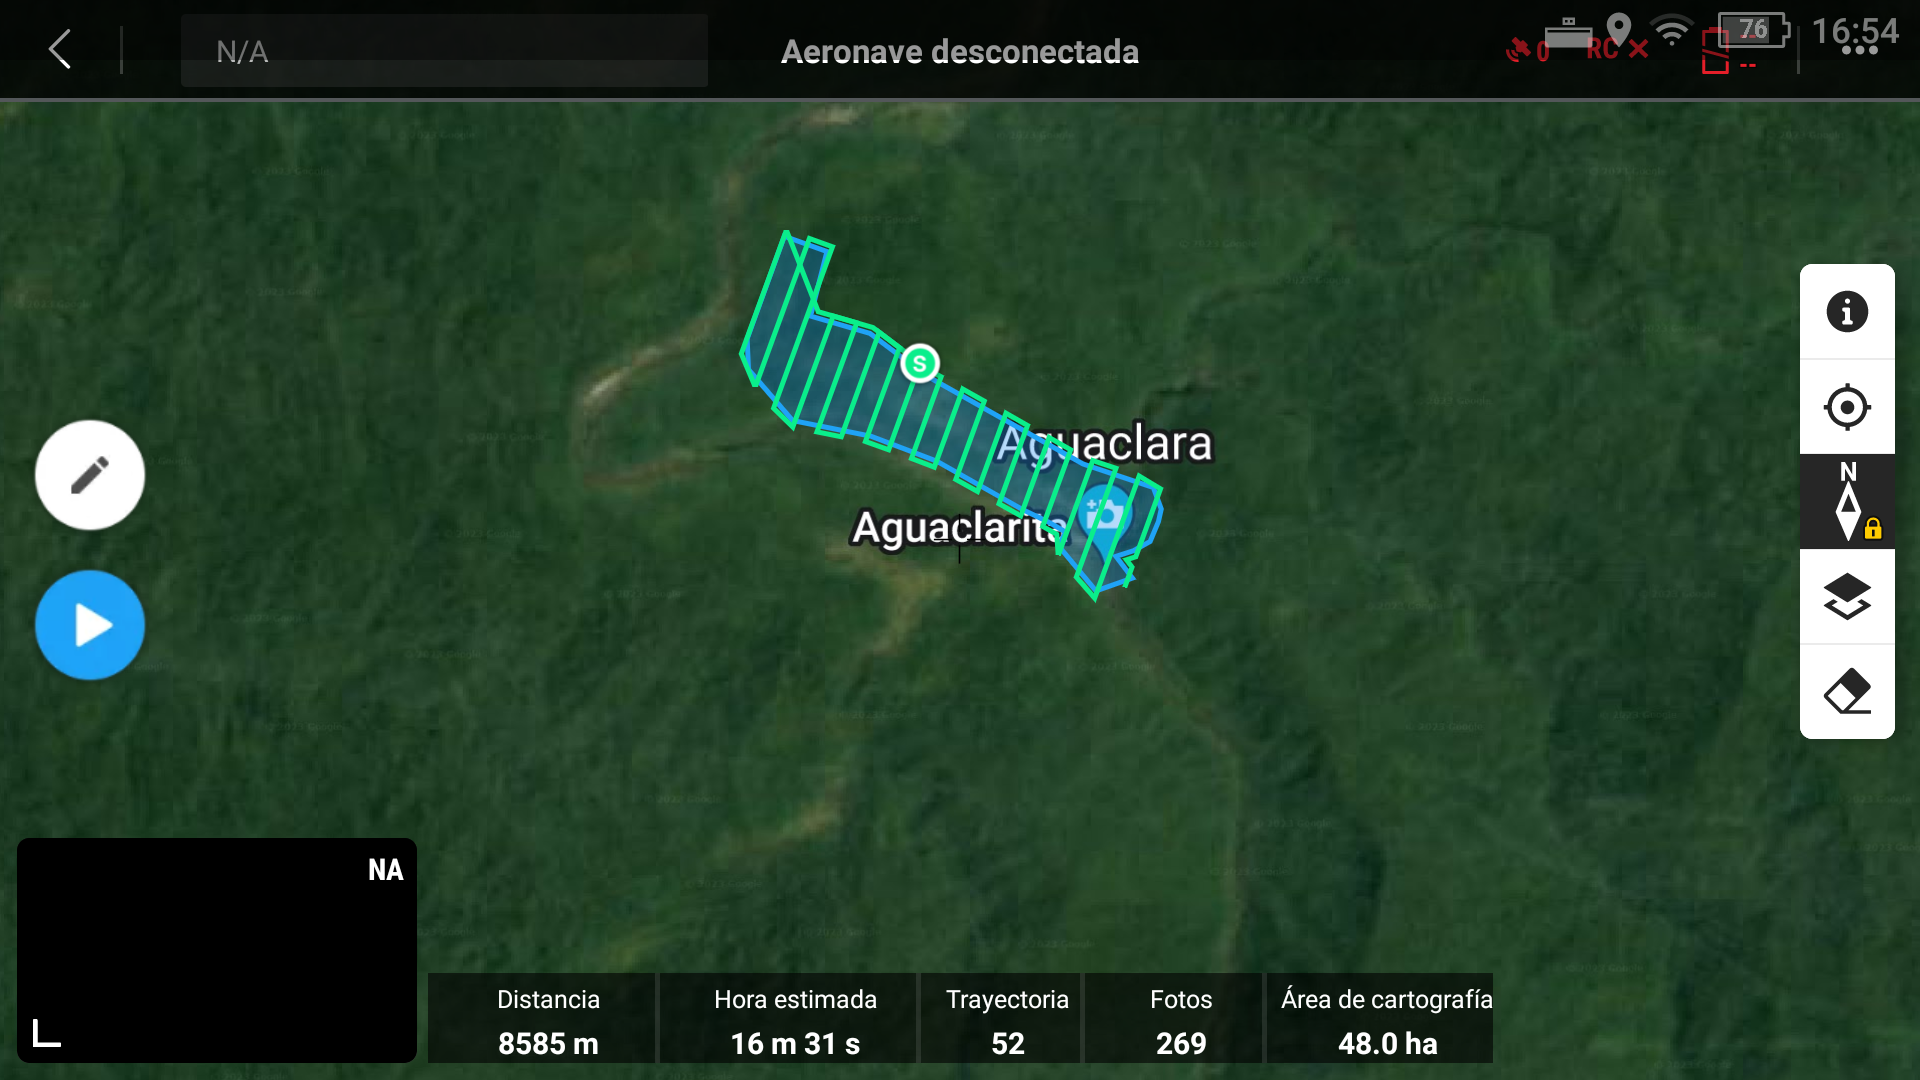 N/A
Aeronave desconectada
0
RC
--
--
76
16:54
S
Aguaclara
Aguaclarita
N
NA
Distancia
8585 m
Hora estimada
16 m 31 s
Trayectoria
52
Fotos
269
Área de cartografía
48.0 ha